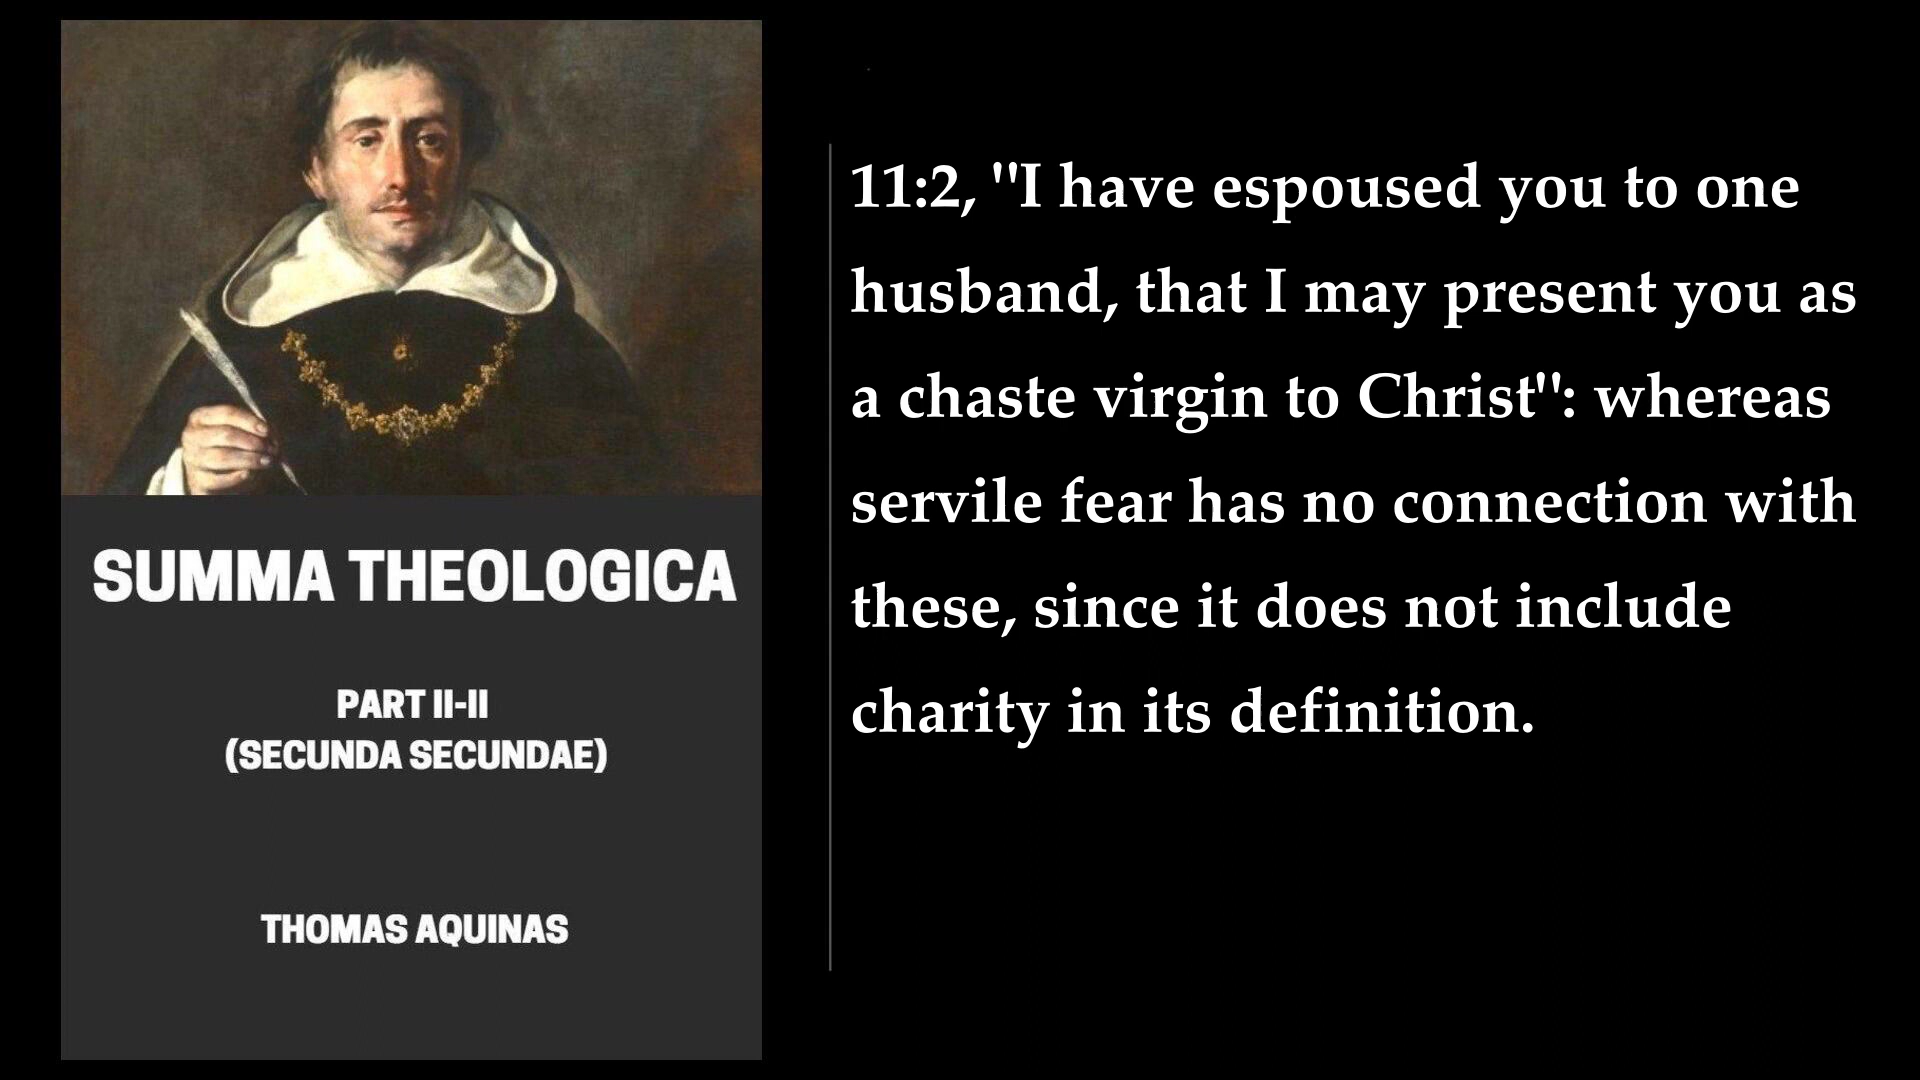 SUMMA THEOLOGICA
PART II-II
(SECUNDA SECUNDAE)
THOMAS AQUINAS
11:2, "I have espoused you to one
husband, that I may present you as
a chaste virgin to Christ": whereas
servile fear has no connection with
these, since it does not include
charity in its definition.